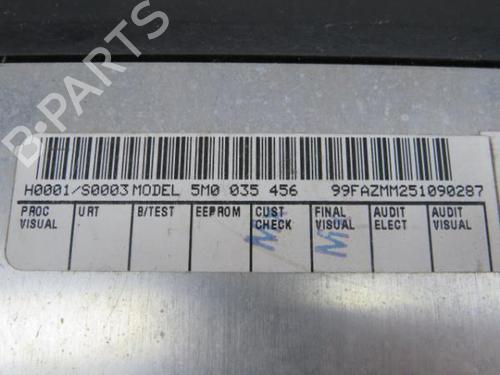 B-PARTS
H0001/S0003 MODEL 5M0 035 456 99FAZMM251090287
PROC VISUAL
URT
B/TEST
EEPROM
CUST CHECK
FINAL VISUAL
AUDIT ELECT
AUDIT VISUAL